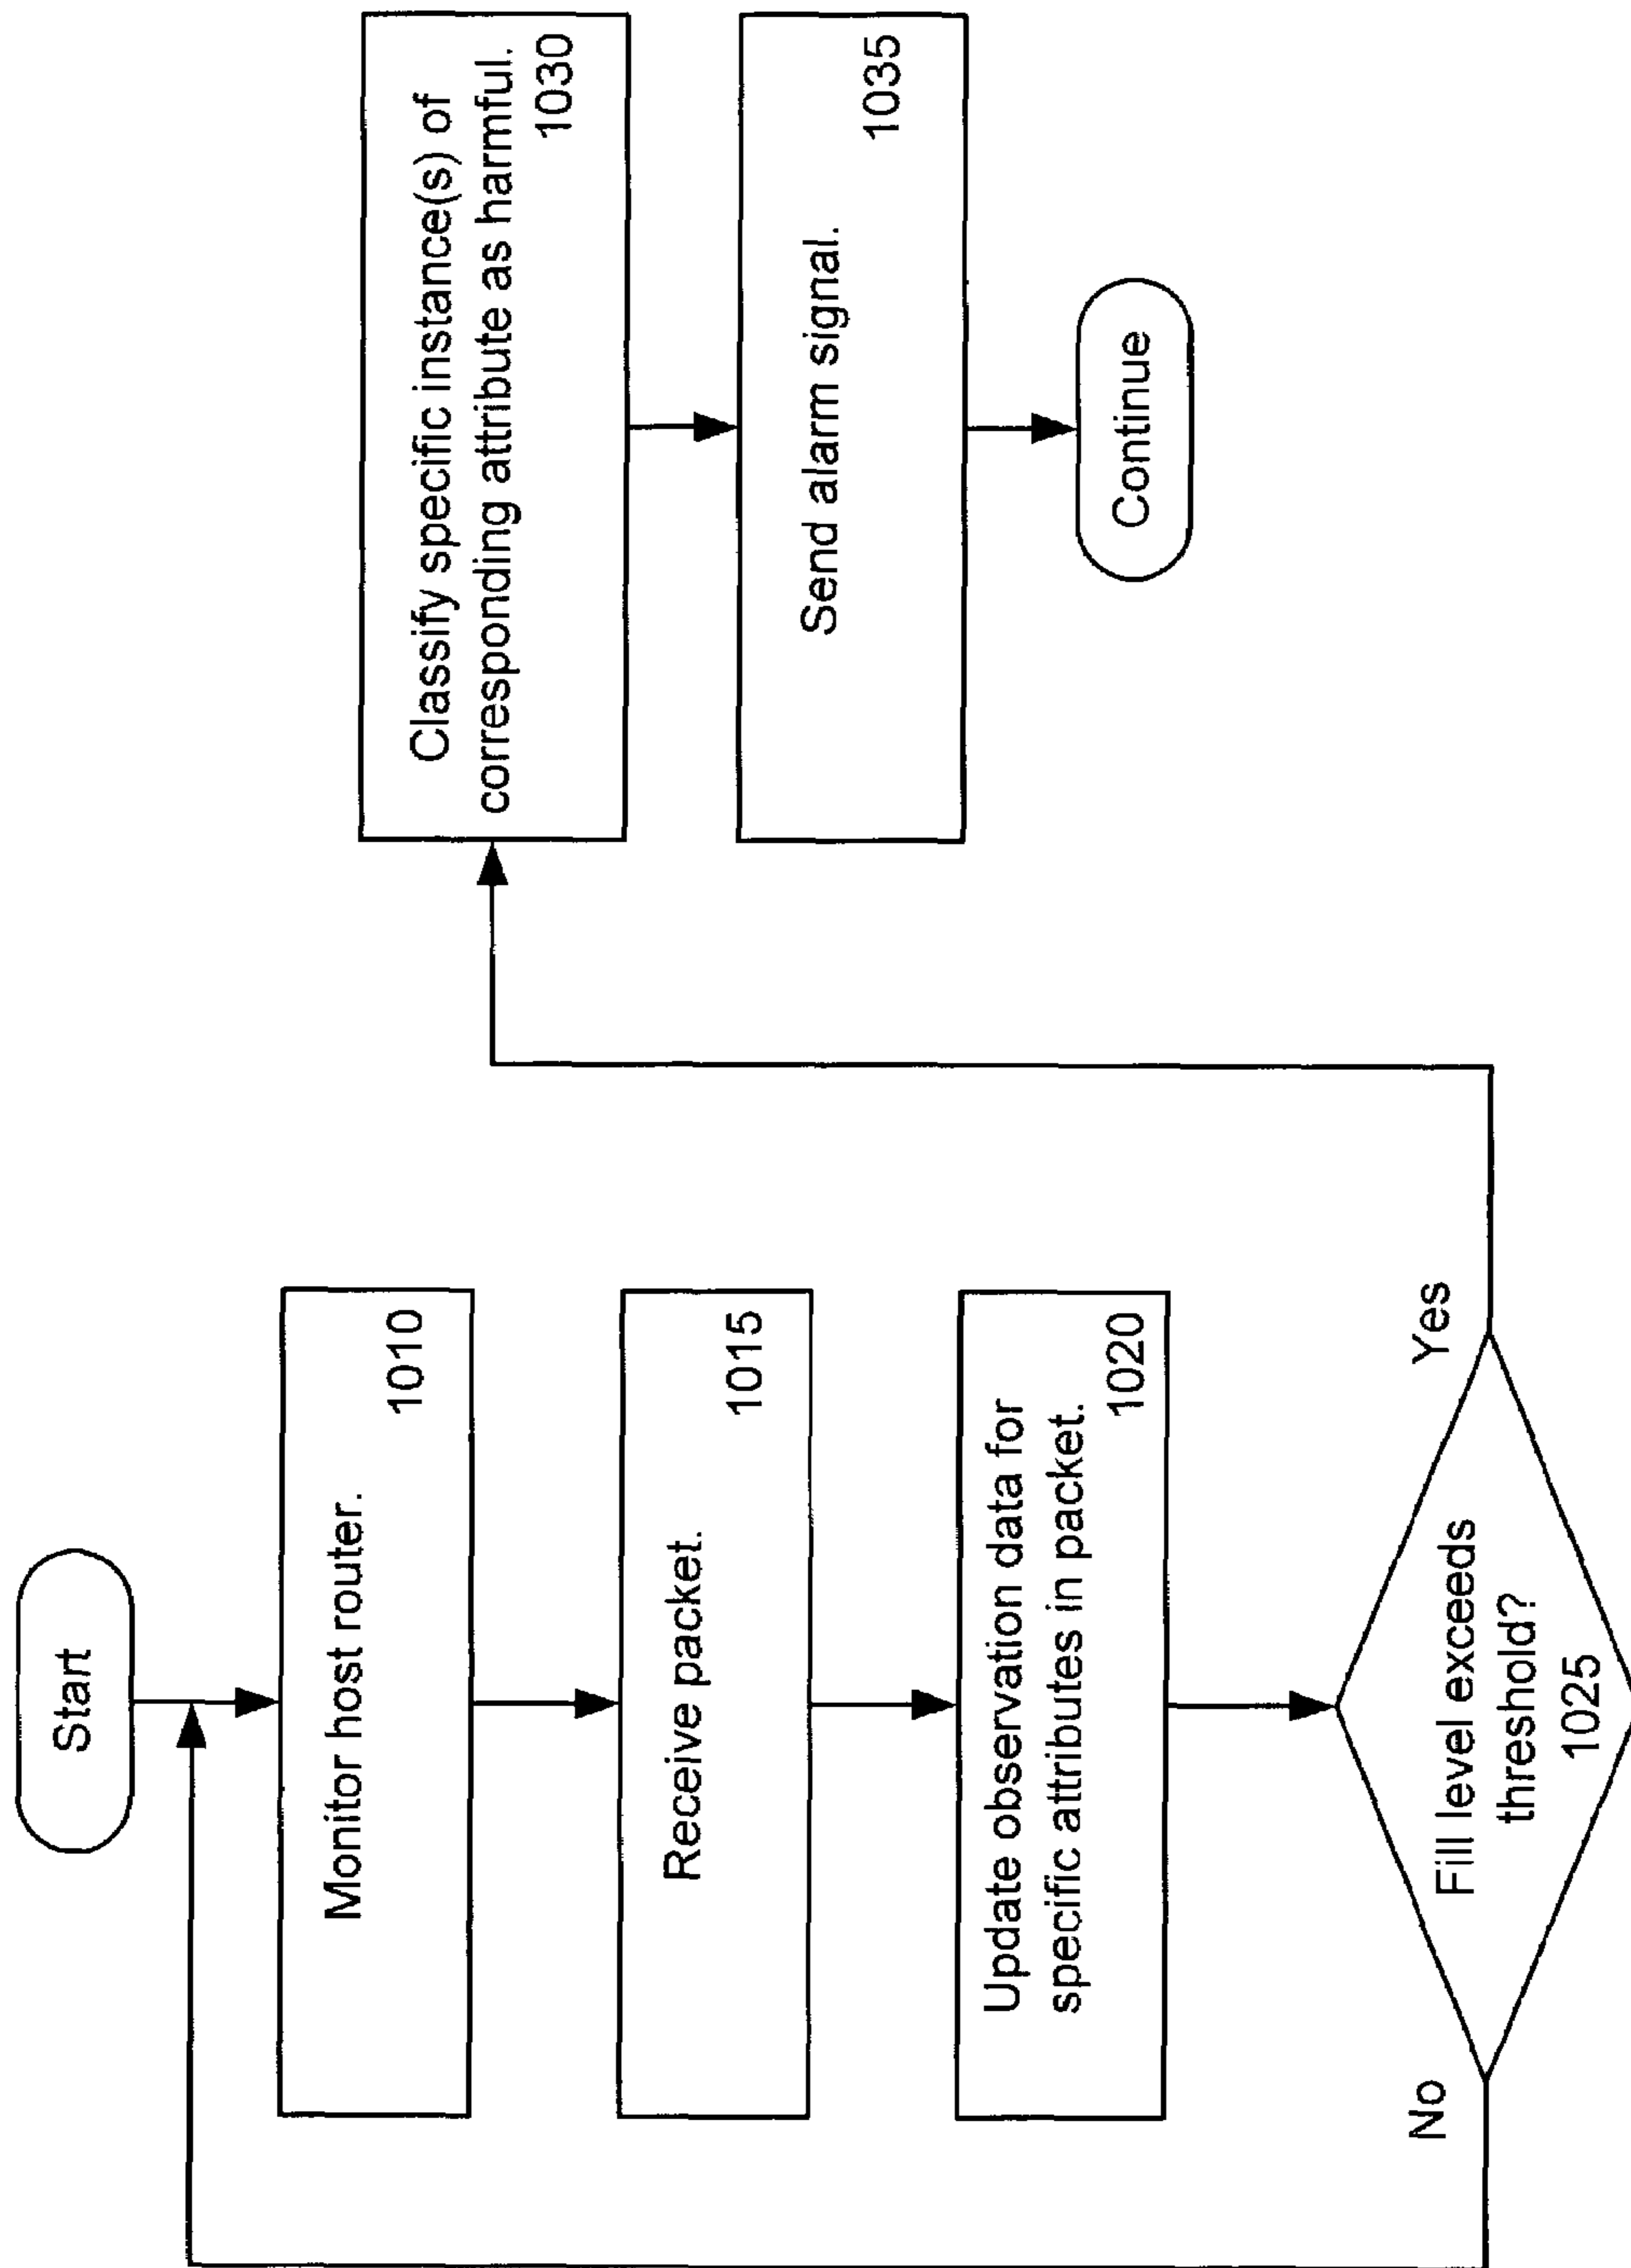 Start
Monitor host router.
1010
Receive packet.
1015
Update observation data for
specific attributes in packet.
1020
Fill level exceeds
threshold?
1025
No
Yes
Classify specific instance(s) of
corresponding attribute as harmful.
1030
Send alarm signal.
1035
Continue